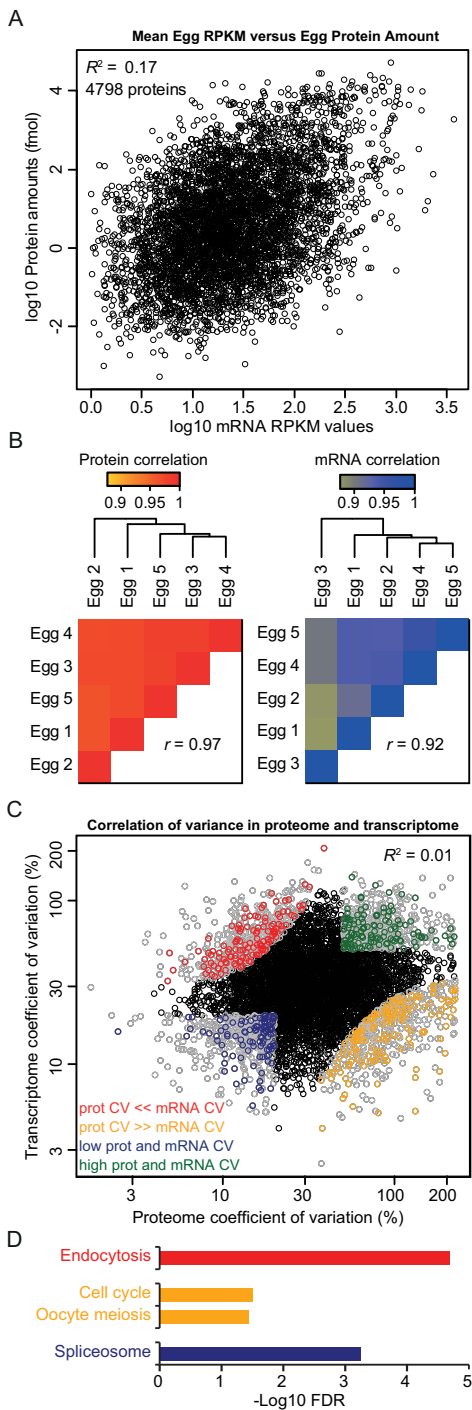 A
Mean Egg RPKM versus Egg Protein Amount
R² = 0.17
4798 proteins
log10 Protein amounts (fmol)
4
2
0
-2
0.0 0.5 1.0 1.5 2.0 2.5 3.0 3.5
log10 mRNA RPKM values
B
Protein correlation
0.9 0.95 1
Egg 2 Egg 1 Egg 5 Egg 3 Egg 4
Egg 4
Egg 3
Egg 5
Egg 1
Egg 2
r = 0.97
mRNA correlation
0.9 0.95 1
Egg 3 Egg 1 Egg 2 Egg 4 Egg 5
Egg 5
Egg 4
Egg 2
Egg 1
Egg 3
r = 0.92
C
Correlation of variance in proteome and transcriptome
R² = 0.01
Transcriptome coefficient of variation (%)
200
100
30
10
3
prot CV << mRNA CV
prot CV >> mRNA CV
low prot and mRNA CV
high prot and mRNA CV
3 10 30 100 200
Proteome coefficient of variation (%)
D
Endocytosis
Cell cycle
Oocyte meiosis
Spliceosome
0 1 2 3 4 5
-Log10 FDR